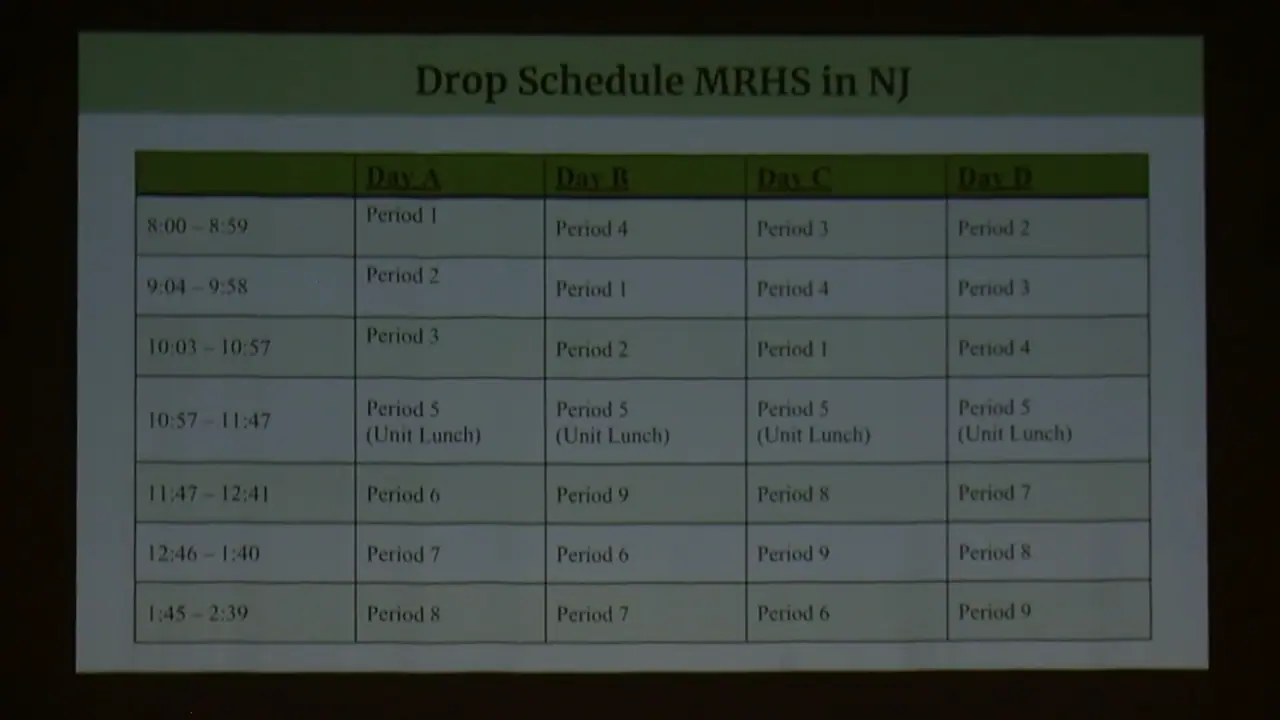 Drop Schedule MRHS in NJ
Day A Day B Day C Day D
8:00 – 8:59 Period 1 Period 4 Period 3 Period 2
9:04 – 9:58 Period 2 Period 1 Period 4 Period 3
10:03 – 10:57 Period 3 Period 2 Period 1 Period 4
10:57 – 11:47 Period 5 Period 5 Period 5 Period 5
(Unit Lunch) (Unit Lunch) (Unit Lunch) (Unit Lunch)
11:47 – 12:41 Period 6 Period 9 Period 8 Period 7
12:46 – 1:40 Period 7 Period 6 Period 9 Period 8
1:45 – 2:39 Period 8 Period 7 Period 6 Period 9